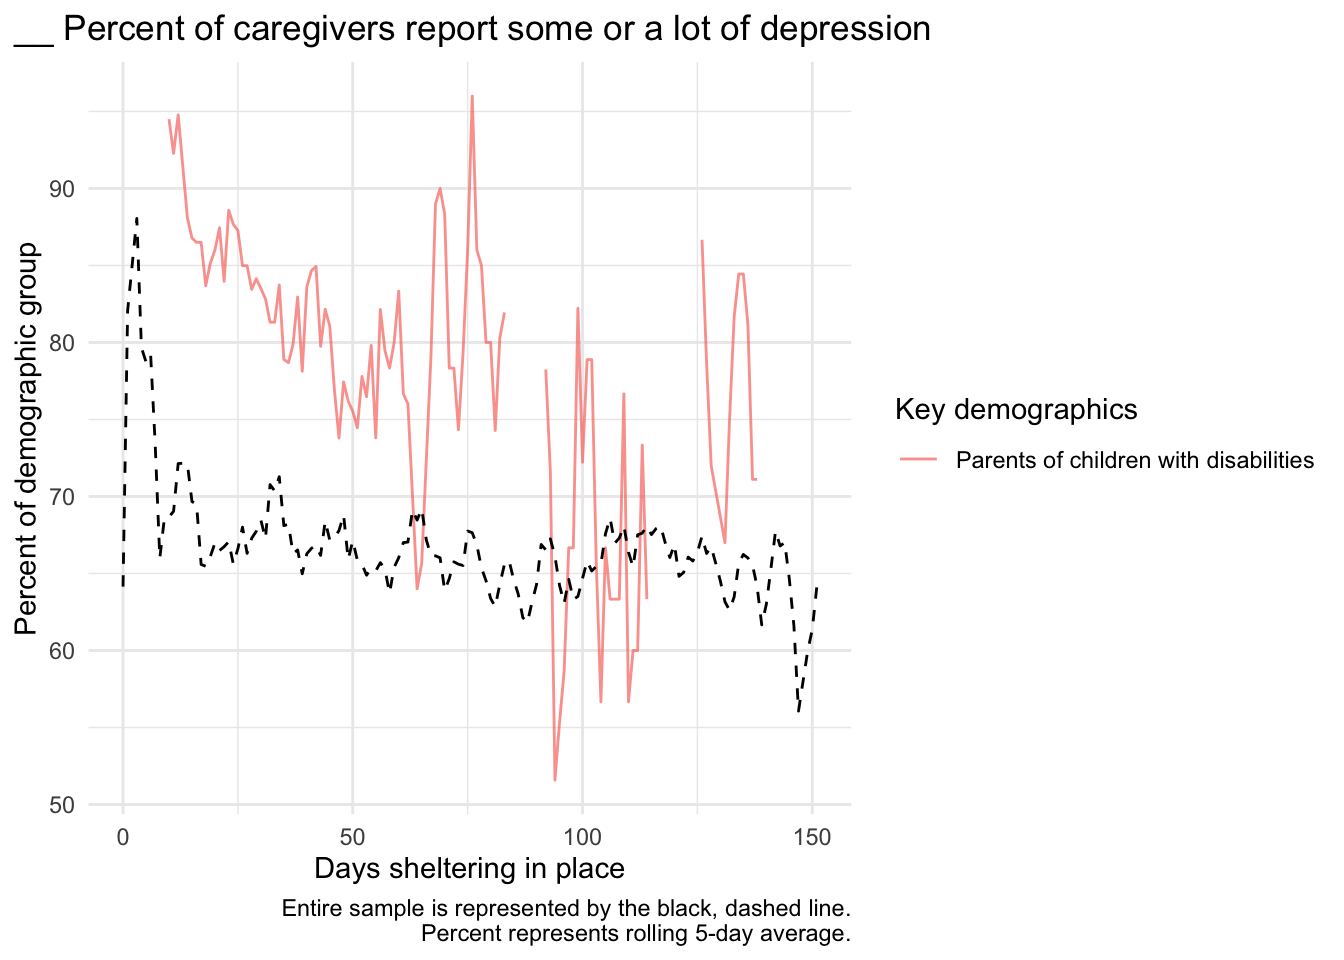 __ Percent of caregivers report some or a lot of depression
Percent of demographic group
90
80
70
60
50
0
50
100
150
Days sheltering in place
Key demographics
Parents of children with disabilities
Entire sample is represented by the black, dashed line.
Percent represents rolling 5-day average.